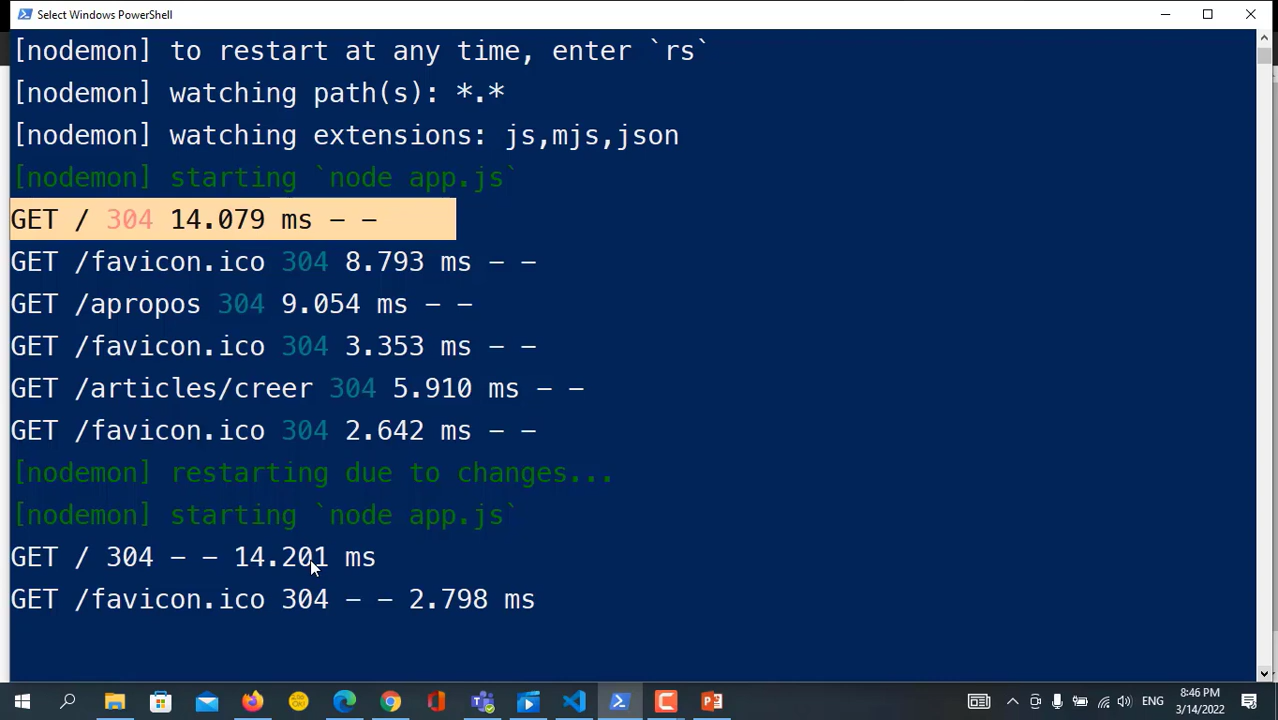 Select Windows PowerShell
[nodemon] to restart at any time, enter `rs`
[nodemon] watching path(s): *.*
[nodemon] watching extensions: js,mjs,json
[nodemon] starting `node app.js`
GET / 304 14.079 ms - -
GET /favicon.ico 304 8.793 ms - -
GET /apropos 304 9.054 ms - -
GET /favicon.ico 304 3.353 ms - -
GET /articles/creer 304 5.910 ms - -
GET /favicon.ico 304 2.642 ms - -
[nodemon] restarting due to changes...
[nodemon] starting `node app.js`
GET / 304 - - 14.201 ms
GET /favicon.ico 304 - - 2.798 ms
ENG
8:46 PM
3/14/2022